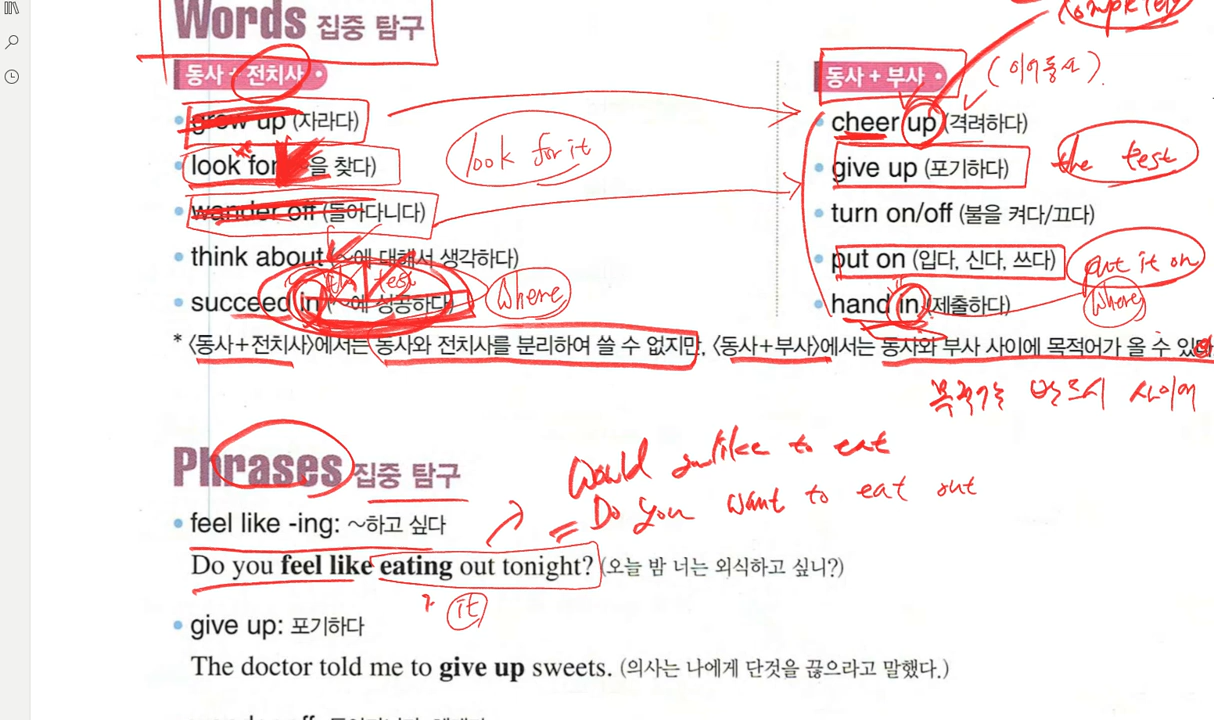 Words 집중 탐구
동사 + 전치사
grow up (자라다)
look for (~을 찾다)
look for it
wander off (돌아다니다)
think about (~에 대해서 생각하다)
the test
succeed in (~에 성공하다)
where
completely
동사 + 부사
(이어동사)
cheer up (격려하다)
give up (포기하다)
the test
turn on/off (불을 켜다/끄다)
put on (입다, 신다, 쓰다)
put it on
hand in (제출하다)
where
* 〈동사+전치사〉에서는 동사와 전치사를 분리하여 쓸 수 없지만, 〈동사+부사〉에서는 동사와 부사 사이에 목적어가 올 수 있다
반드시 사이에
Phrases 집중 탐구
Would like to eat
= Do you want to eat out
feel like -ing: ~하고 싶다
Do you feel like eating out tonight? (오늘 밤 너는 외식하고 싶니?)
it
give up: 포기하다
The doctor told me to give up sweets. (의사는 나에게 단것을 끊으라고 말했다.)